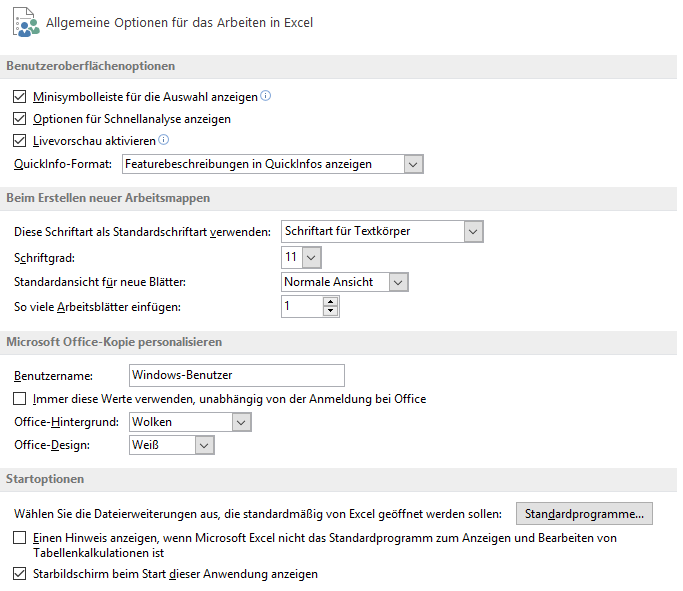 Allgemeine Optionen für das Arbeiten in Excel
Benutzeroberflächenoptionen
Minisymbolleiste für die Auswahl anzeigen
Optionen für Schnellanalyse anzeigen
Livevorschau aktivieren
QuickInfo-Format: Featurebeschreibungen in QuickInfos anzeigen
Beim Erstellen neuer Arbeitsmappen
Diese Schriftart als Standardschriftart verwenden: Schriftart für Textkörper
Schriftgrad: 11
Standardansicht für neue Blätter: Normale Ansicht
So viele Arbeitsblätter einfügen: 1
Microsoft Office-Kopie personalisieren
Benutzername: Windows-Benutzer
Immer diese Werte verwenden, unabhängig von der Anmeldung bei Office
Office-Hintergrund: Wolken
Office-Design: Weiß
Startoptionen
Wählen Sie die Dateierweiterungen aus, die standardmäßig von Excel geöffnet werden sollen: Standardprogramme...
Einen Hinweis anzeigen, wenn Microsoft Excel nicht das Standardprogramm zum Anzeigen und Bearbeiten von
Tabellenkalkulationen ist
Starbildschirm beim Start dieser Anwendung anzeigen